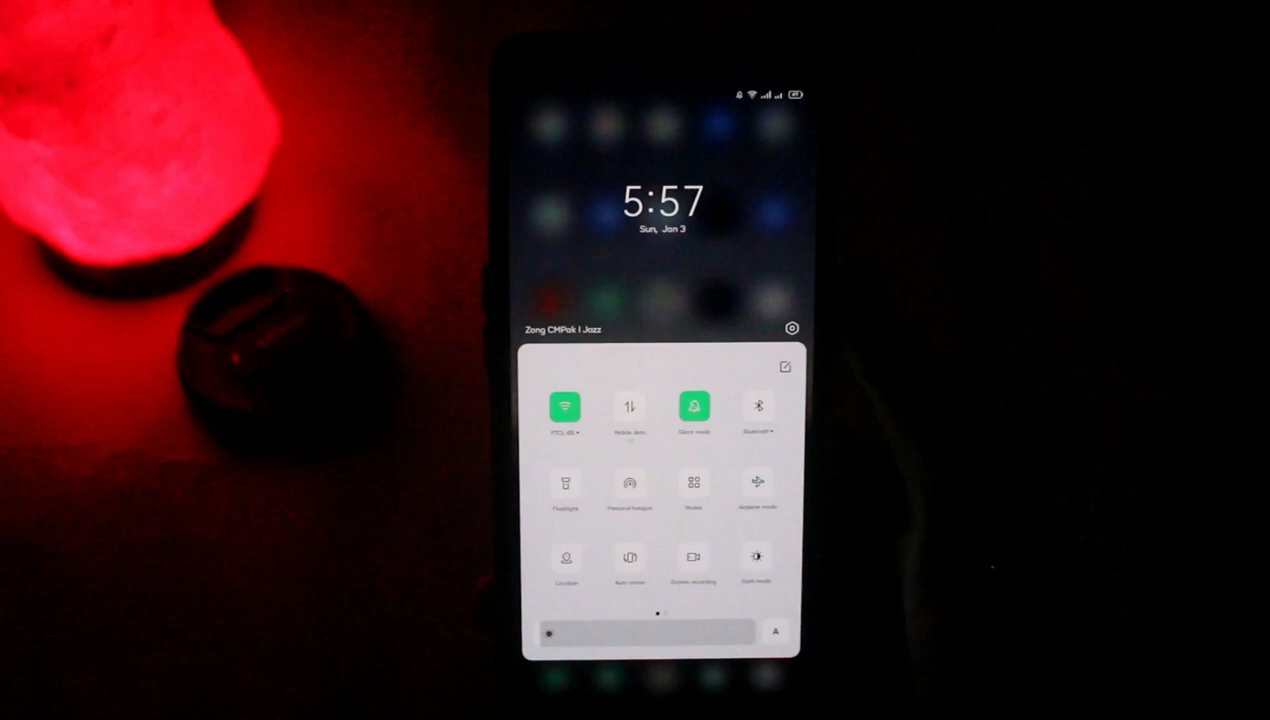 5:57
Sun, Jan 3
Zong CMPak | Jazz
Mobile data
Silent mode
Bluetooth
Flashlight
Personal hotspot
Modes
Airplane mode
Location
Auto rotate
Screen recording
Dark mode
A